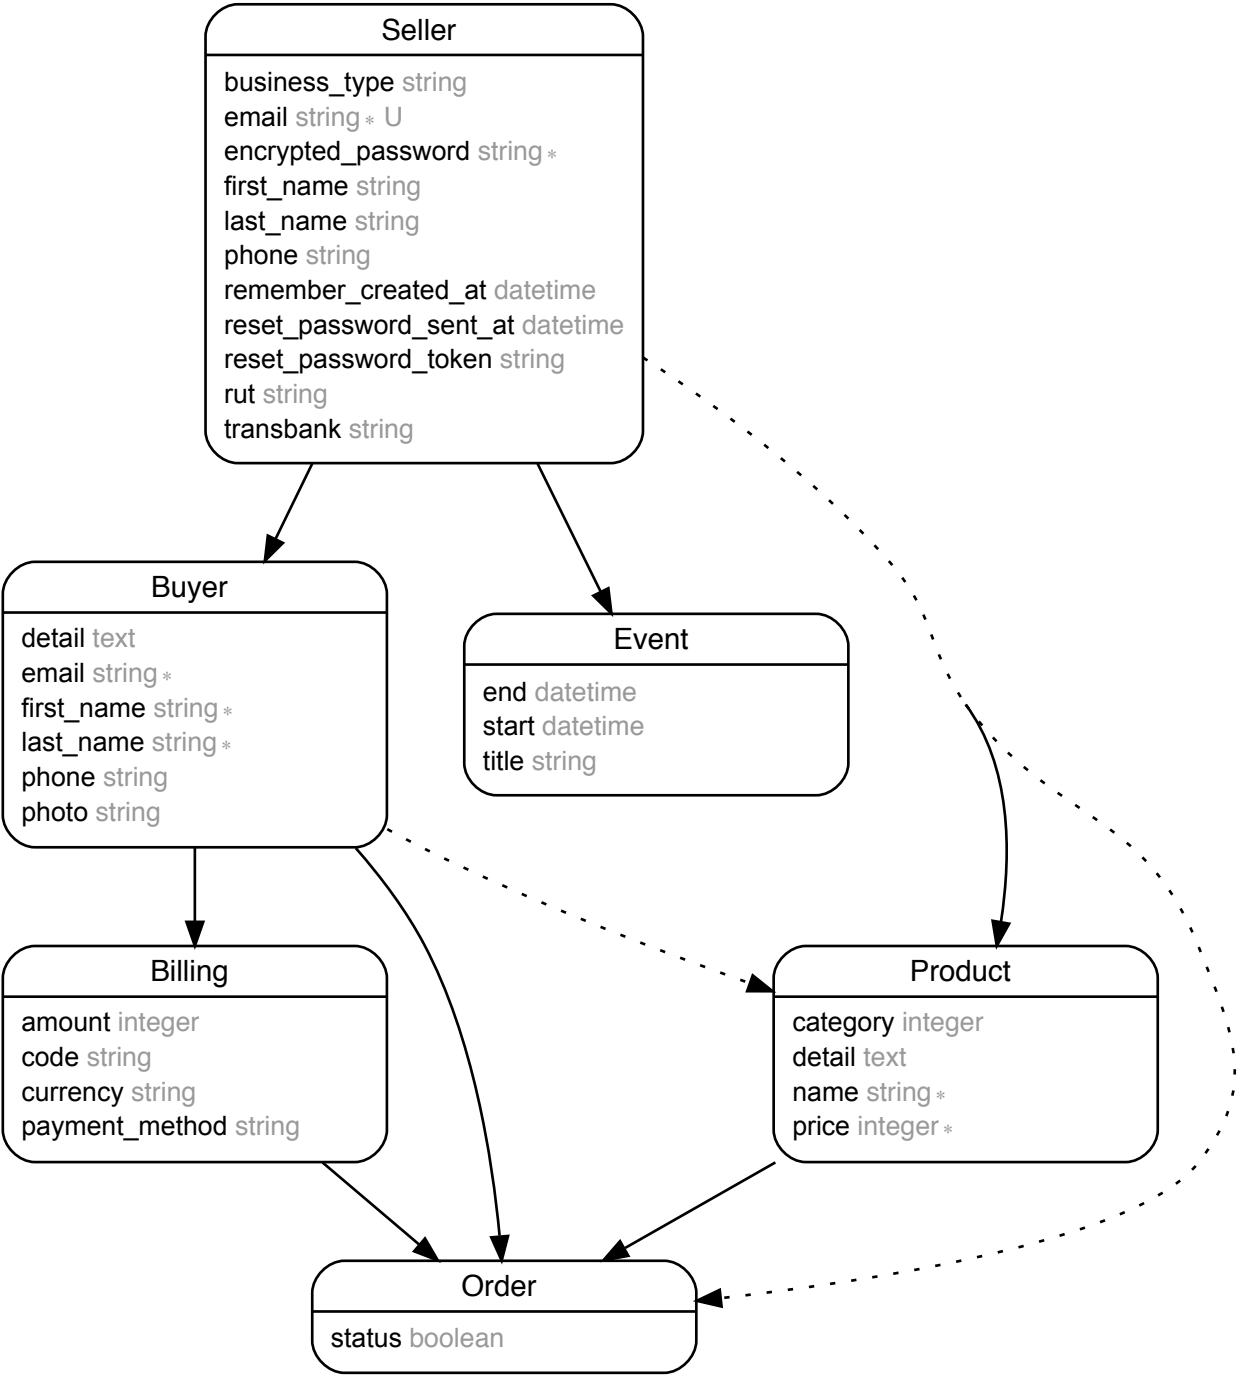 Seller
business_type string
email string * U
encrypted_password string *
first_name string
last_name string
phone string
remember_created_at datetime
reset_password_sent_at datetime
reset_password_token string
rut string
transbank string
Buyer
detail text
email string *
first_name string *
last_name string *
phone string
photo string
Event
end datetime
start datetime
title string
Billing
amount integer
code string
currency string
payment_method string
Product
category integer
detail text
name string *
price integer *
Order
status boolean